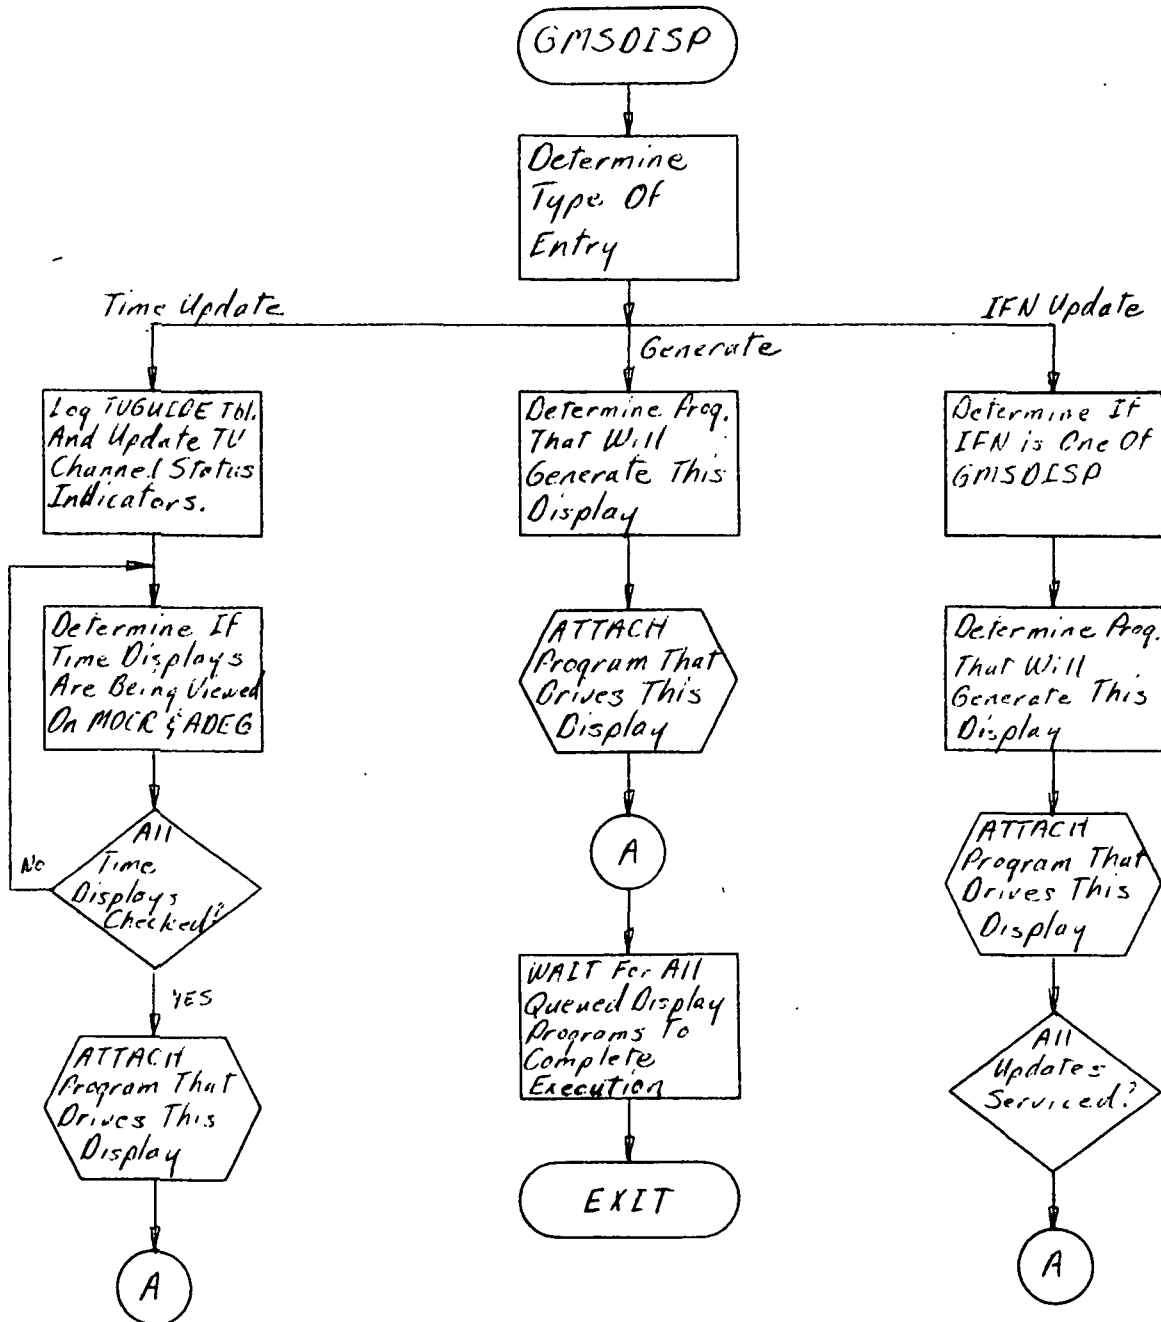 GMSDISP
Determine
Type Of
Entry
Time Update
Generate
IFN Update
Log TVGUIDE Tbl.
And Update TV
Channel Status
Indicators.
Determine If
Time Displays
Are Being Viewed
On MOCR & ADEG
All
Time
Displays
Checked?
No
YES
ATTACH
Program That
Drives This
Display
A
Determine Prog.
That Will
Generate This
Display
ATTACH
Program That
Drives This
Display
A
WAIT For All
Queued Display
Programs To
Complete
Execution
EXIT
Determine If
IFN is One Of
GMSDISP
Determine Prog.
That Will
Generate This
Display
ATTACH
Program That
Drives This
Display
All
Updates
Serviced?
A